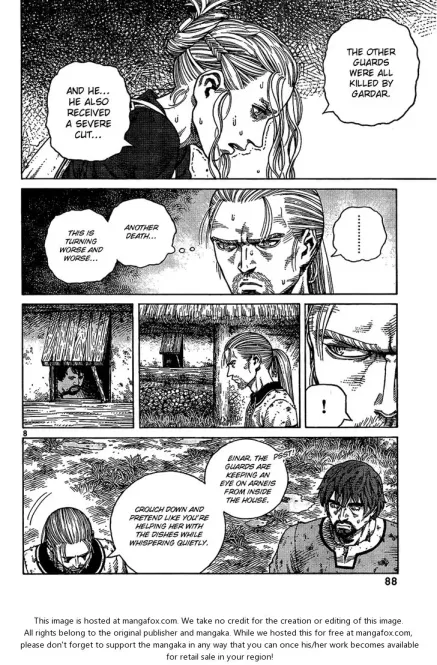 THE OTHER
GUARDS
WERE ALL
KILLED BY
GARDAR.
AND HE...
HE ALSO
RECEIVED
A SEVERE
CUT...
..........
ANOTHER
DEATH...
THIS IS
TURNING
WORSE AND
WORSE...
!
8
PSST!
EINAR. THE
GUARDS ARE
KEEPING AN
EYE ON ARNEIS
FROM INSIDE
THE HOUSE.
CROUCH DOWN AND
PRETEND LIKE YOU'RE
HELPING HER WITH
THE DISHES WHILE
WHISPERING QUIETLY.
88
This image is hosted at mangafox.com. We take no credit for the creation or editing of this image.
All rights belong to the original publisher and mangaka. While we hosted this for free at mangafox.com,
please don't forget to support the mangaka in any way that you can once his/her work becomes available
for retail sale in your region!